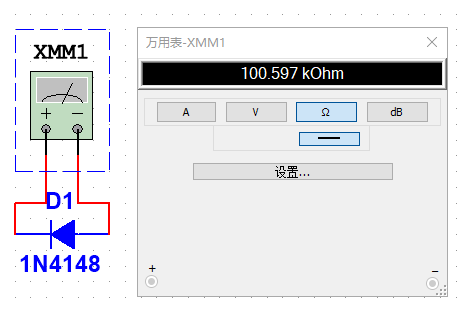 XMM1
+ −
D1
1N4148
万用表-XMM1
100.597 kOhm
A V Ω dB
设置...
+ −